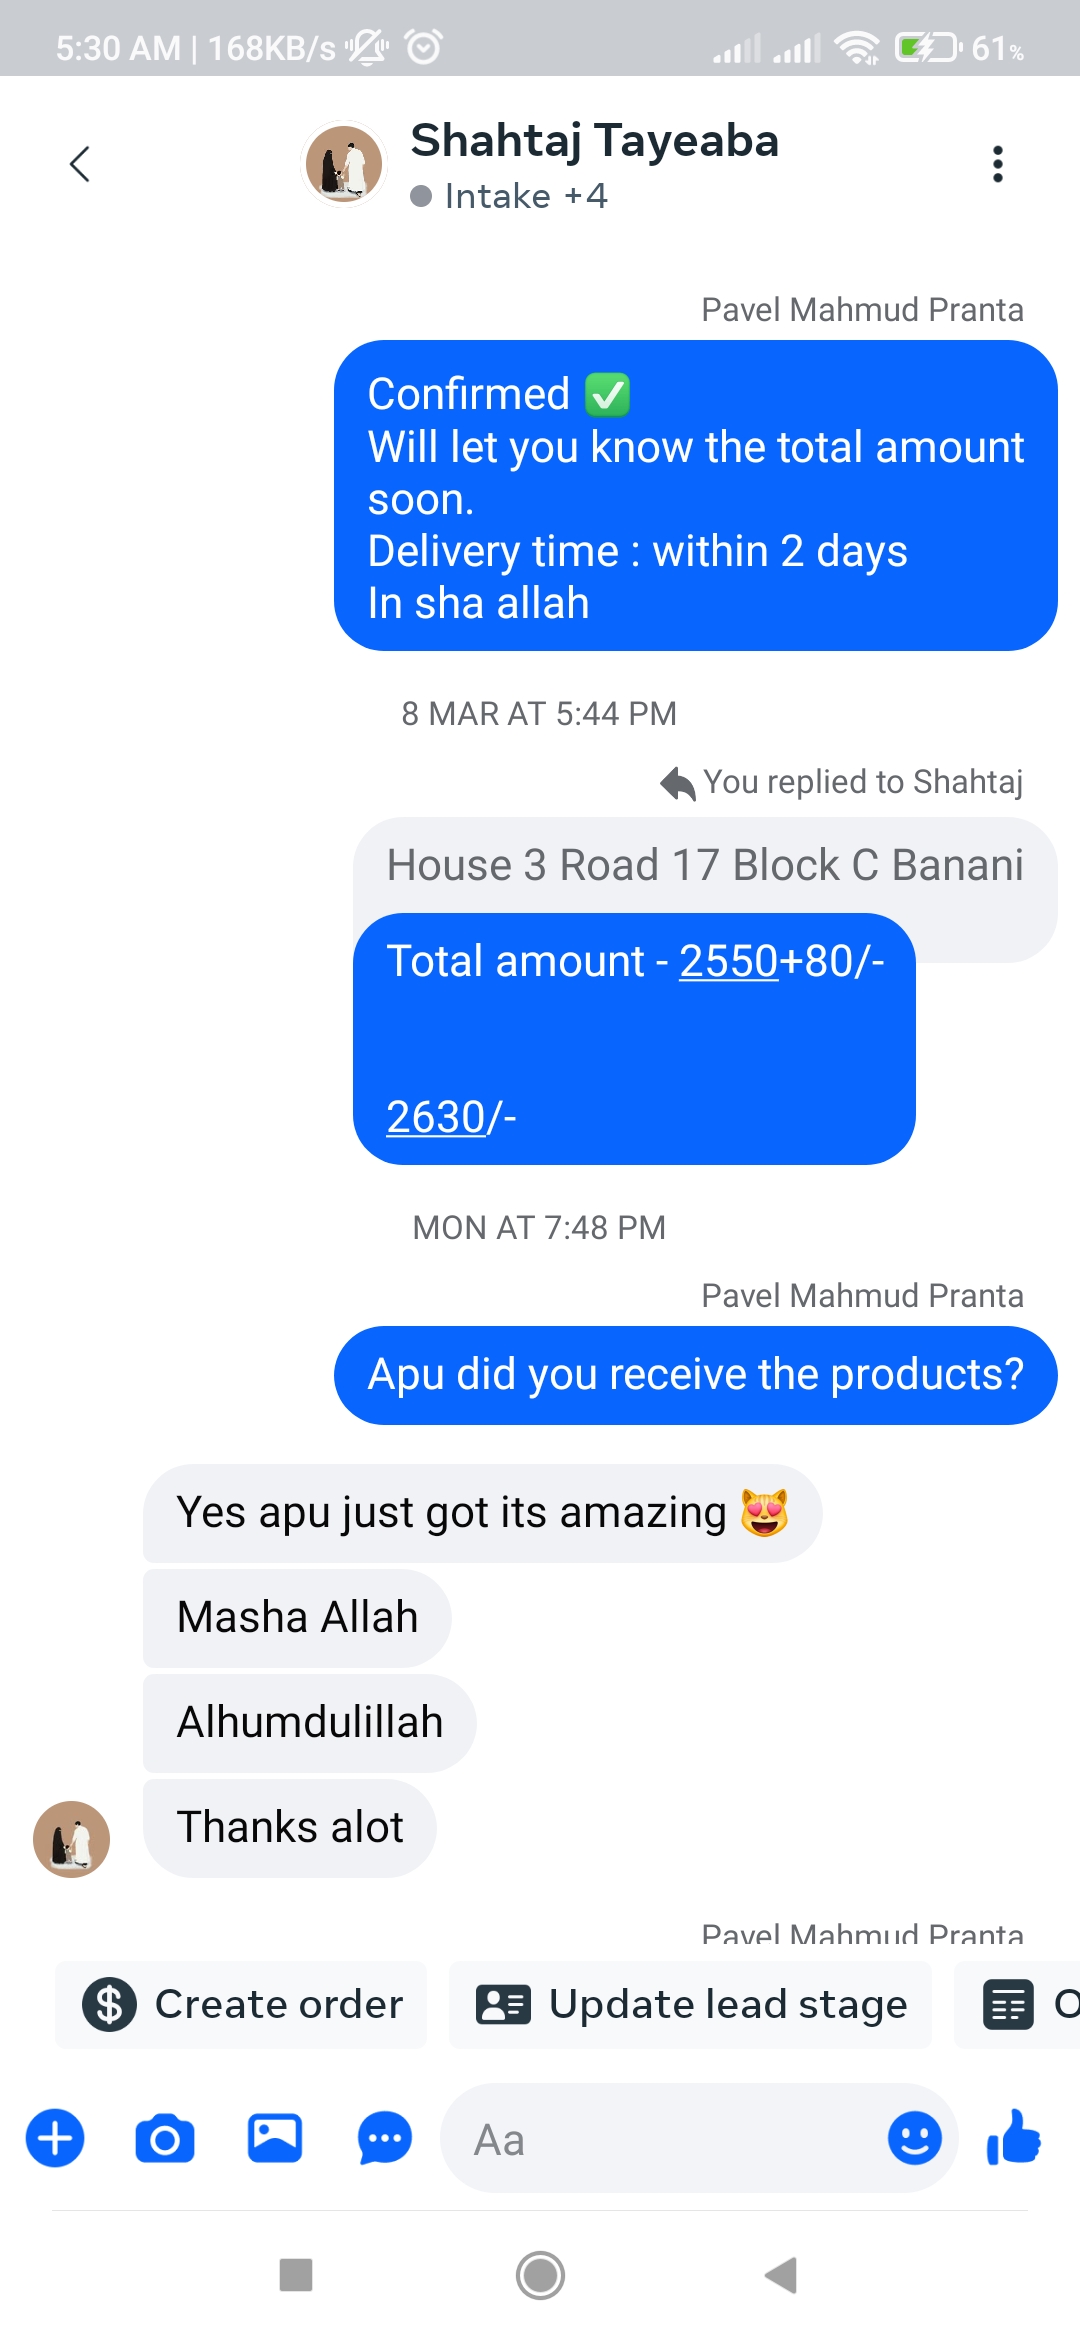 5:30 AM | 168KB/s 61%
Shahtaj Tayeaba
Intake +4
Pavel Mahmud Pranta
Confirmed ✅
Will let you know the total amount
soon.
Delivery time : within 2 days
In sha allah
8 MAR AT 5:44 PM
You replied to Shahtaj
House 3 Road 17 Block C Banani
Total amount - 2550+80/-
2630/-
MON AT 7:48 PM
Pavel Mahmud Pranta
Apu did you receive the products?
Yes apu just got its amazing 😻
Masha Allah
Alhumdulillah
Thanks alot
Pavel Mahmud Pranta
Create order
Update lead stage
Aa